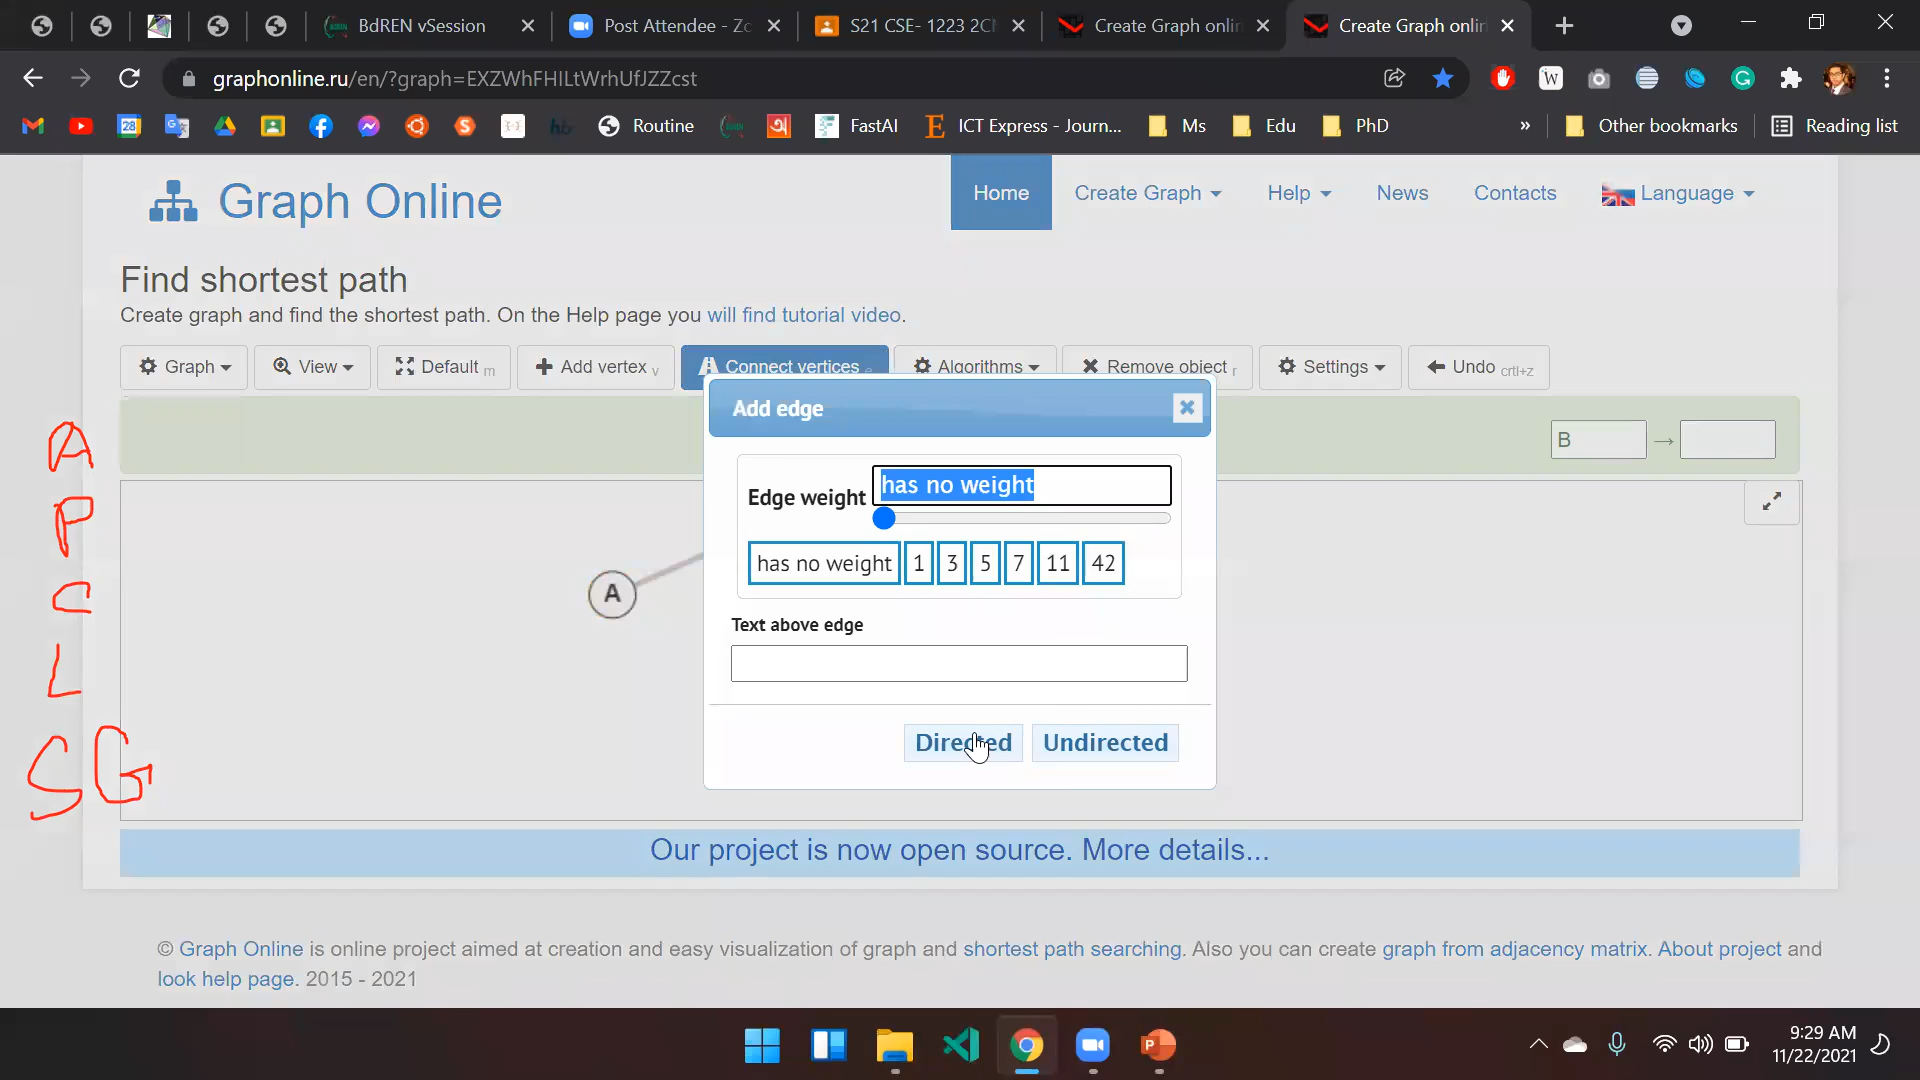 BdREN vSession
Post Attendee - Zo
S21 CSE- 1223 2CM
Create Graph onlin
Create Graph onlin
graphonline.ru/en/?graph=EXZWhFHILtWrhUfJZZcst
Routine
FastAI
ICT Express - Journ...
Ms
Edu
PhD
»
Other bookmarks
Reading list
Graph Online
Home
Create Graph
Help
News
Contacts
Language
Find shortest path
Create graph and find the shortest path. On the Help page you will find tutorial video.
Graph
View
Default m
Add vertex v
Connect vertices e
Algorithms
Remove object r
Settings
Undo crtl+z
Add edge
B →
Edge weight has no weight
has no weight 1 3 5 7 11 42
A
Text above edge
Directed Undirected
A
P
C
L
SG
Our project is now open source. More details...
© Graph Online is online project aimed at creation and easy visualization of graph and shortest path searching. Also you can create graph from adjacency matrix. About project and
look help page. 2015 - 2021
9:29 AM
11/22/2021